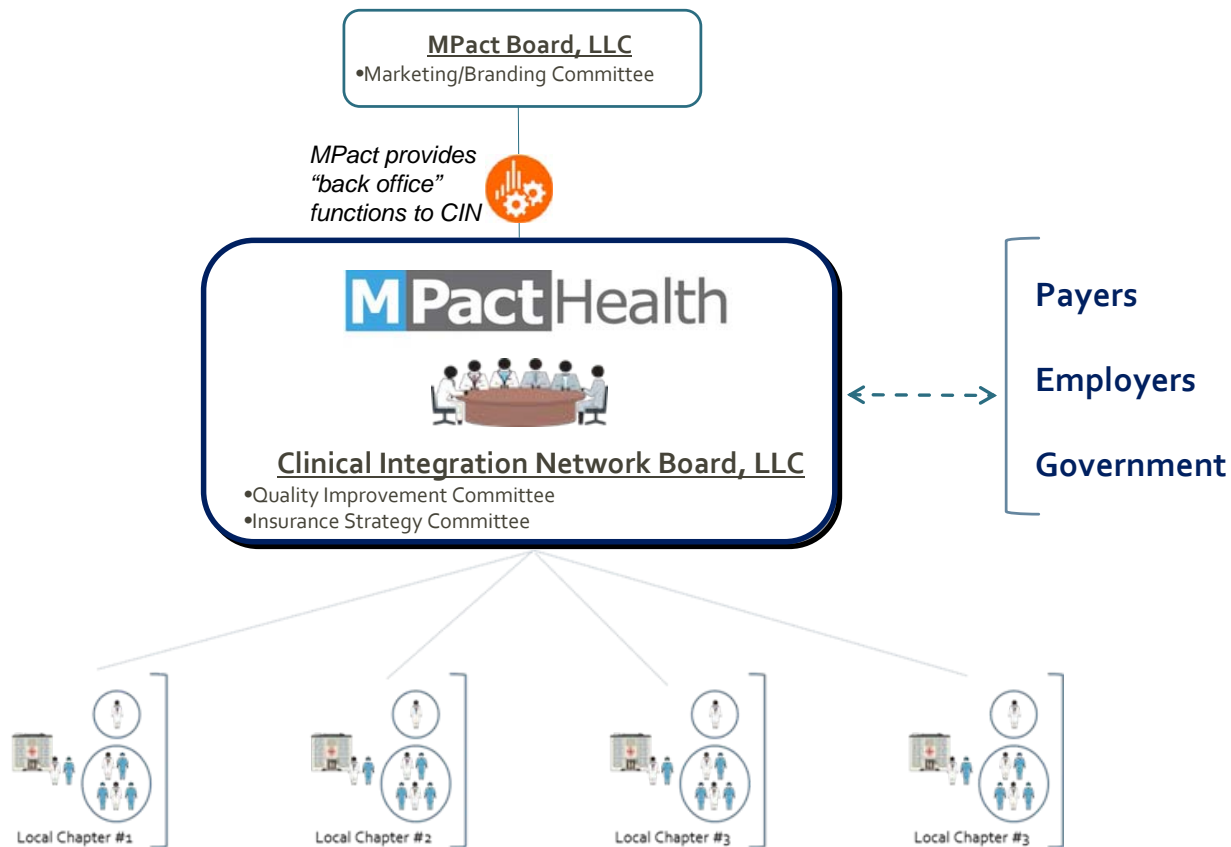 MPact Board, LLC
•Marketing/Branding Committee
MPact provides
“back office”
functions to CIN
MPactHealth
Clinical Integration Network Board, LLC
•Quality Improvement Committee
•Insurance Strategy Committee
Payers
Employers
Government
Local Chapter #1
Local Chapter #2
Local Chapter #3
Local Chapter #3